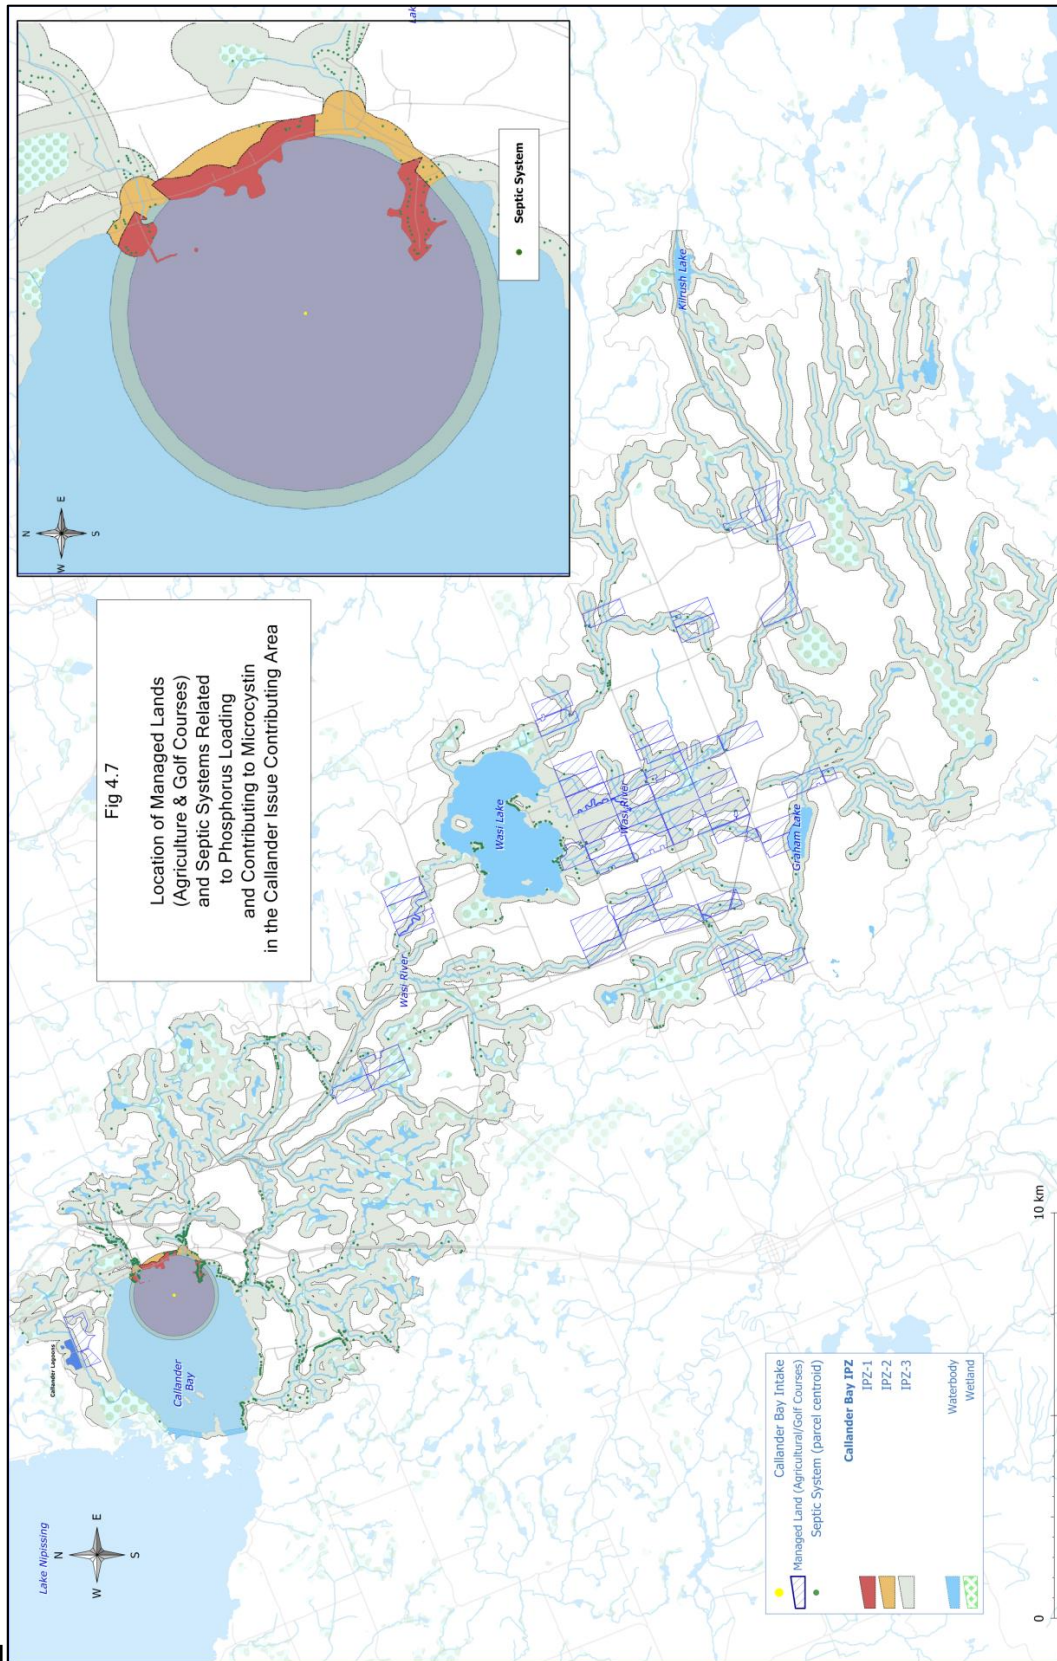 Fig 4.7
Location of Managed Lands
(Agriculture & Golf Courses)
and Septic Systems Related
to Phosphorus Loading
and Contributing to Microcystin
in the Callander Issue Contributing Area
N
W
E
S
Septic System
Lak
Lake Nipissing
N
W
E
S
Callander Lagoons
Callander
Bay
Wasi River
Wasi Lake
Wasi River
Graham Lake
Kilrush Lake
Callander Bay Intake
Managed Land (Agricultural/Golf Courses)
Septic System (parcel centroid)
Callander Bay IPZ
IPZ-1
IPZ-2
IPZ-3
Waterbody
Wetland
0
10 km